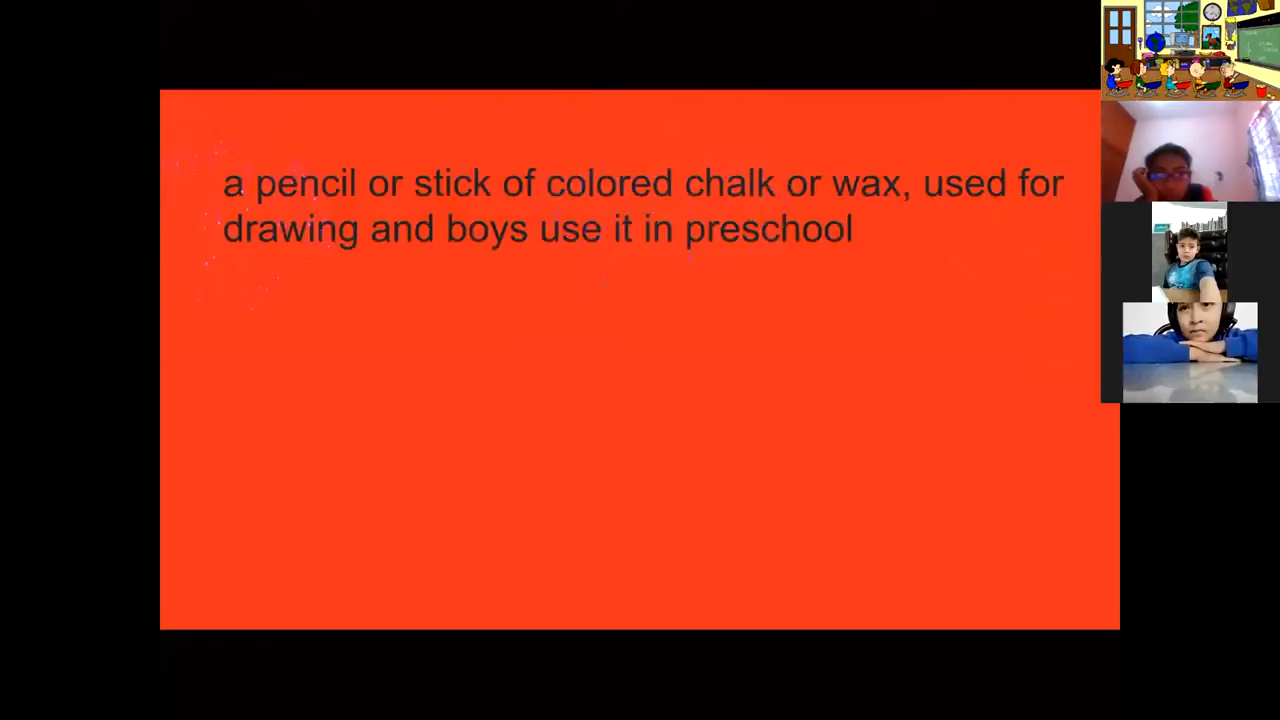 a pencil or stick of colored chalk or wax, used for
drawing and boys use it in preschool